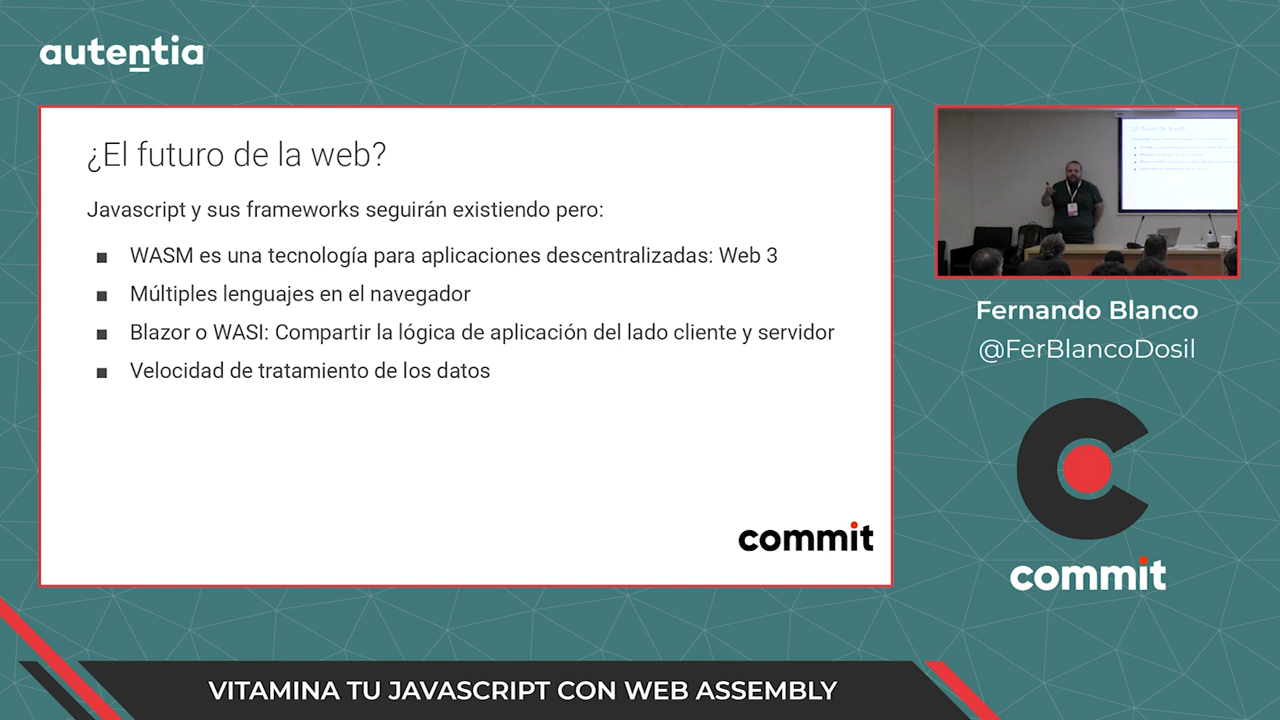 autentia
¿El futuro de la web?
Javascript y sus frameworks seguirán existiendo pero:
WASM es una tecnología para aplicaciones descentralizadas: Web 3
Múltiples lenguajes en el navegador
Blazor o WASI: Compartir la lógica de aplicación del lado cliente y servidor
Velocidad de tratamiento de los datos
commit
Fernando Blanco
@FerBlancoDosil
commit
VITAMINA TU JAVASCRIPT CON WEB ASSEMBLY